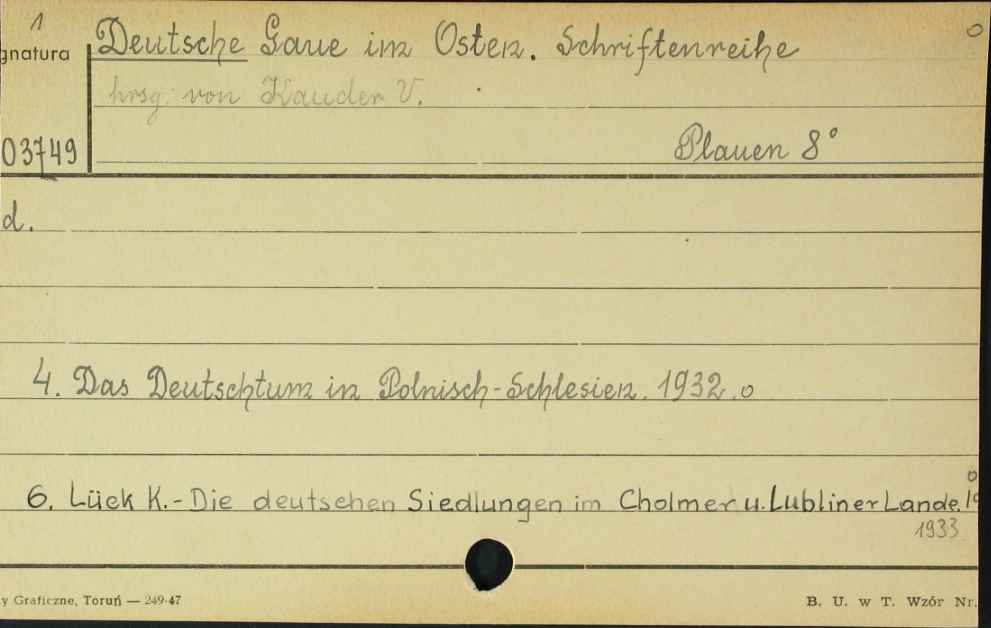 1
gnatura
Deutsche Gaue im Osten. Schriftenreihe
o
hrsg. von Kauder V.
03749
Plauen 8°
d.
4. Das Deutschtum in Polnisch-Schlesien. 1932.o
o
6. Lück K.- Die deutschen Siedlungen im Cholmer u. Lubliner Lande.
1933
y Graficzne, Toruń — 249-47
B. U. w T. Wzór Nr.